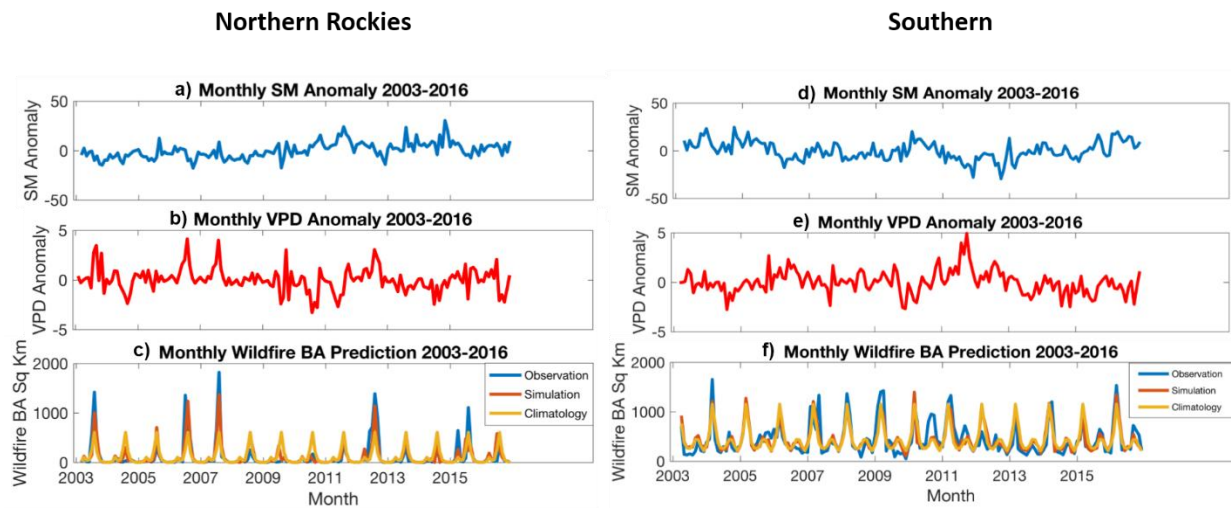 Northern Rockies
Southern
a) Monthly SM Anomaly 2003-2016
50
0
-50
SM Anomaly
b) Monthly VPD Anomaly 2003-2016
5
0
-5
VPD Anomaly
c) Monthly Wildfire BA Prediction 2003-2016
2000
1000
0
Wildfire BA Sq Km
Observation
Simulation
Climatology
2003 2005 2007 2009 2011 2013 2015
Month
d) Monthly SM Anomaly 2003-2016
50
0
-50
SM Anomaly
e) Monthly VPD Anomaly 2003-2016
5
0
-5
VPD Anomaly
f) Monthly Wildfire BA Prediction 2003-2016
2000
1000
0
Wildfire BA Sq Km
Observation
Simulation
Climatology
2003 2005 2007 2009 2011 2013 2015
Month